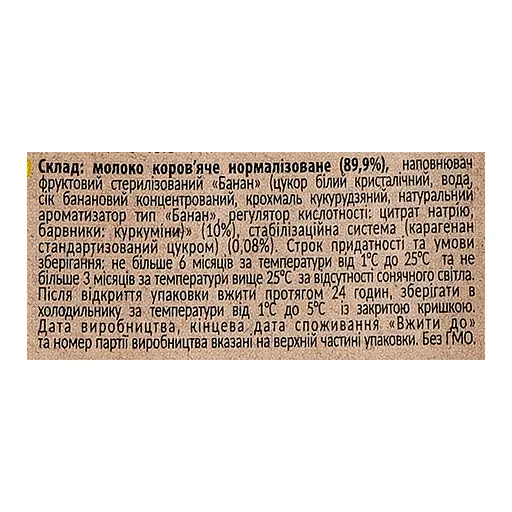 Склад: молоко коров'яче нормалізоване (89,9%), наповнювач
фруктовий стерилізований «Банан» (цукор білий кристалічний, вода,
сік банановий концентрований, крохмаль кукурудзяний, натуральний
ароматизатор тип «Банан», регулятор кислотності: цитрат натрію,
барвники: куркуміни)» (10%), стабілізаційна система (карагенан
стандартизований цукром) (0,08%). Строк придатності та умови
зберігання: не більше 6 місяців за температури від 1°С до 25°С та не
більше 3 місяців за температури вище 25°С за відсутності сонячного світла.
Після відкриття упаковки вжити протягом 24 годин, зберігати в
холодильнику за температури від 1°С до 5°С із закритою кришкою.
Дата виробництва, кінцева дата споживання «Вжити до»
та номер партії виробництва вказані на верхній частині упаковки. Без ГМО.